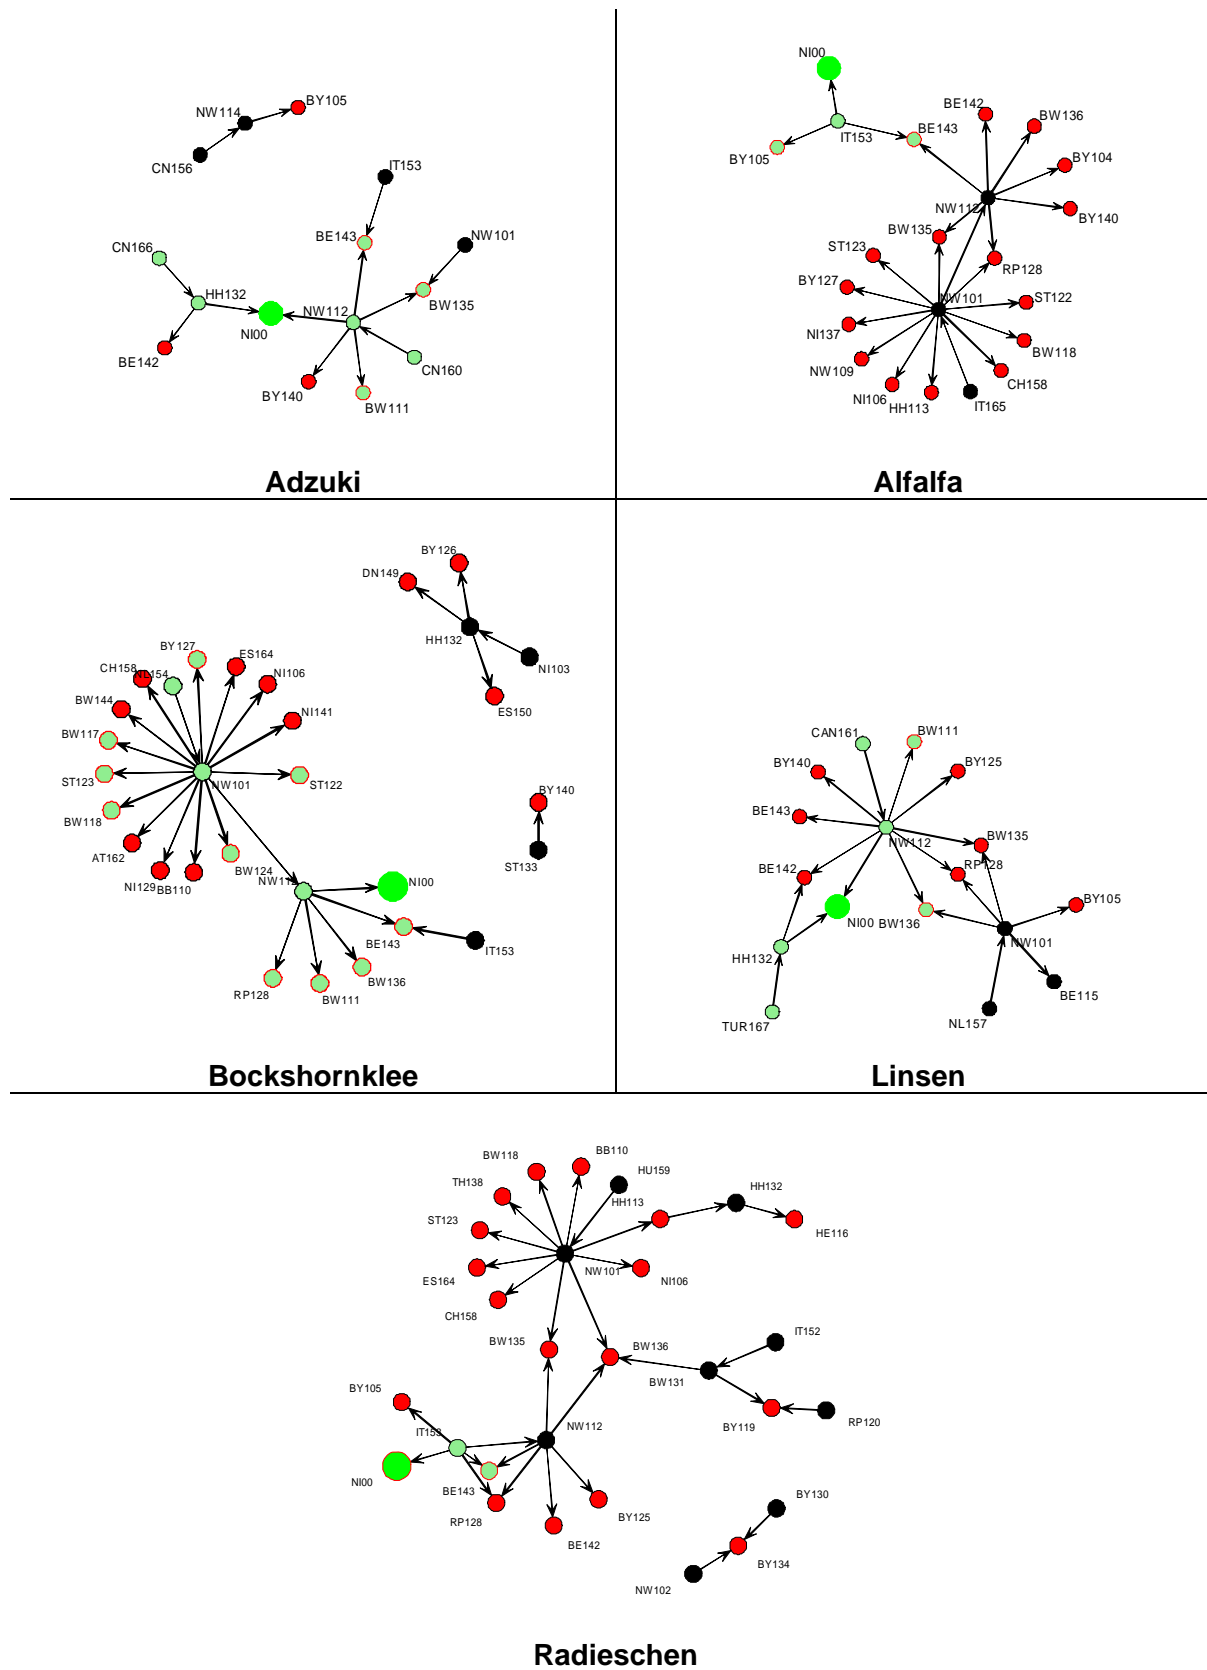 NI00
BE142
BW136
BY105
NW114
IT153
BE143
CN156
BY105
IT153
BY104
NW112
BY140
BE143
NW101
BW135
CN166
ST123
RP128
BY127
NW101
ST122
HH132
NW112
BW135
NI00
NI137
BW118
BE142
CN160
NW109
CH158
BY140
NI106
BW111
HH113
IT165
Adzuki
Alfalfa
BY126
DN149
HH132
BY127
ES164
NI103
CH158
NL154
NI106
BW144
ES150
NI141
BW117
CAN161
BW111
BY140
BY125
ST123
NW101
ST122
BY140
BE143
BW118
NW112
BW135
AT162
ST133
RP128
BW124
BE142
NI129
BB110
NI00
BY105
NI00
BW136
BE143
IT153
NW101
HH132
BW136
RP128
BW111
BE115
NL157
TUR167
Bockshornklee
Linsen
BB110
BW118
HU159
TH138
HH132
HH113
ST123
HE116
NW101
ES164
NI106
CH158
IT152
BW135
BW136
BW131
BY105
BY119
RP120
IT153
NW112
NI00
BE143
BY130
RP128
BY125
BE142
BY134
NW102
Radieschen